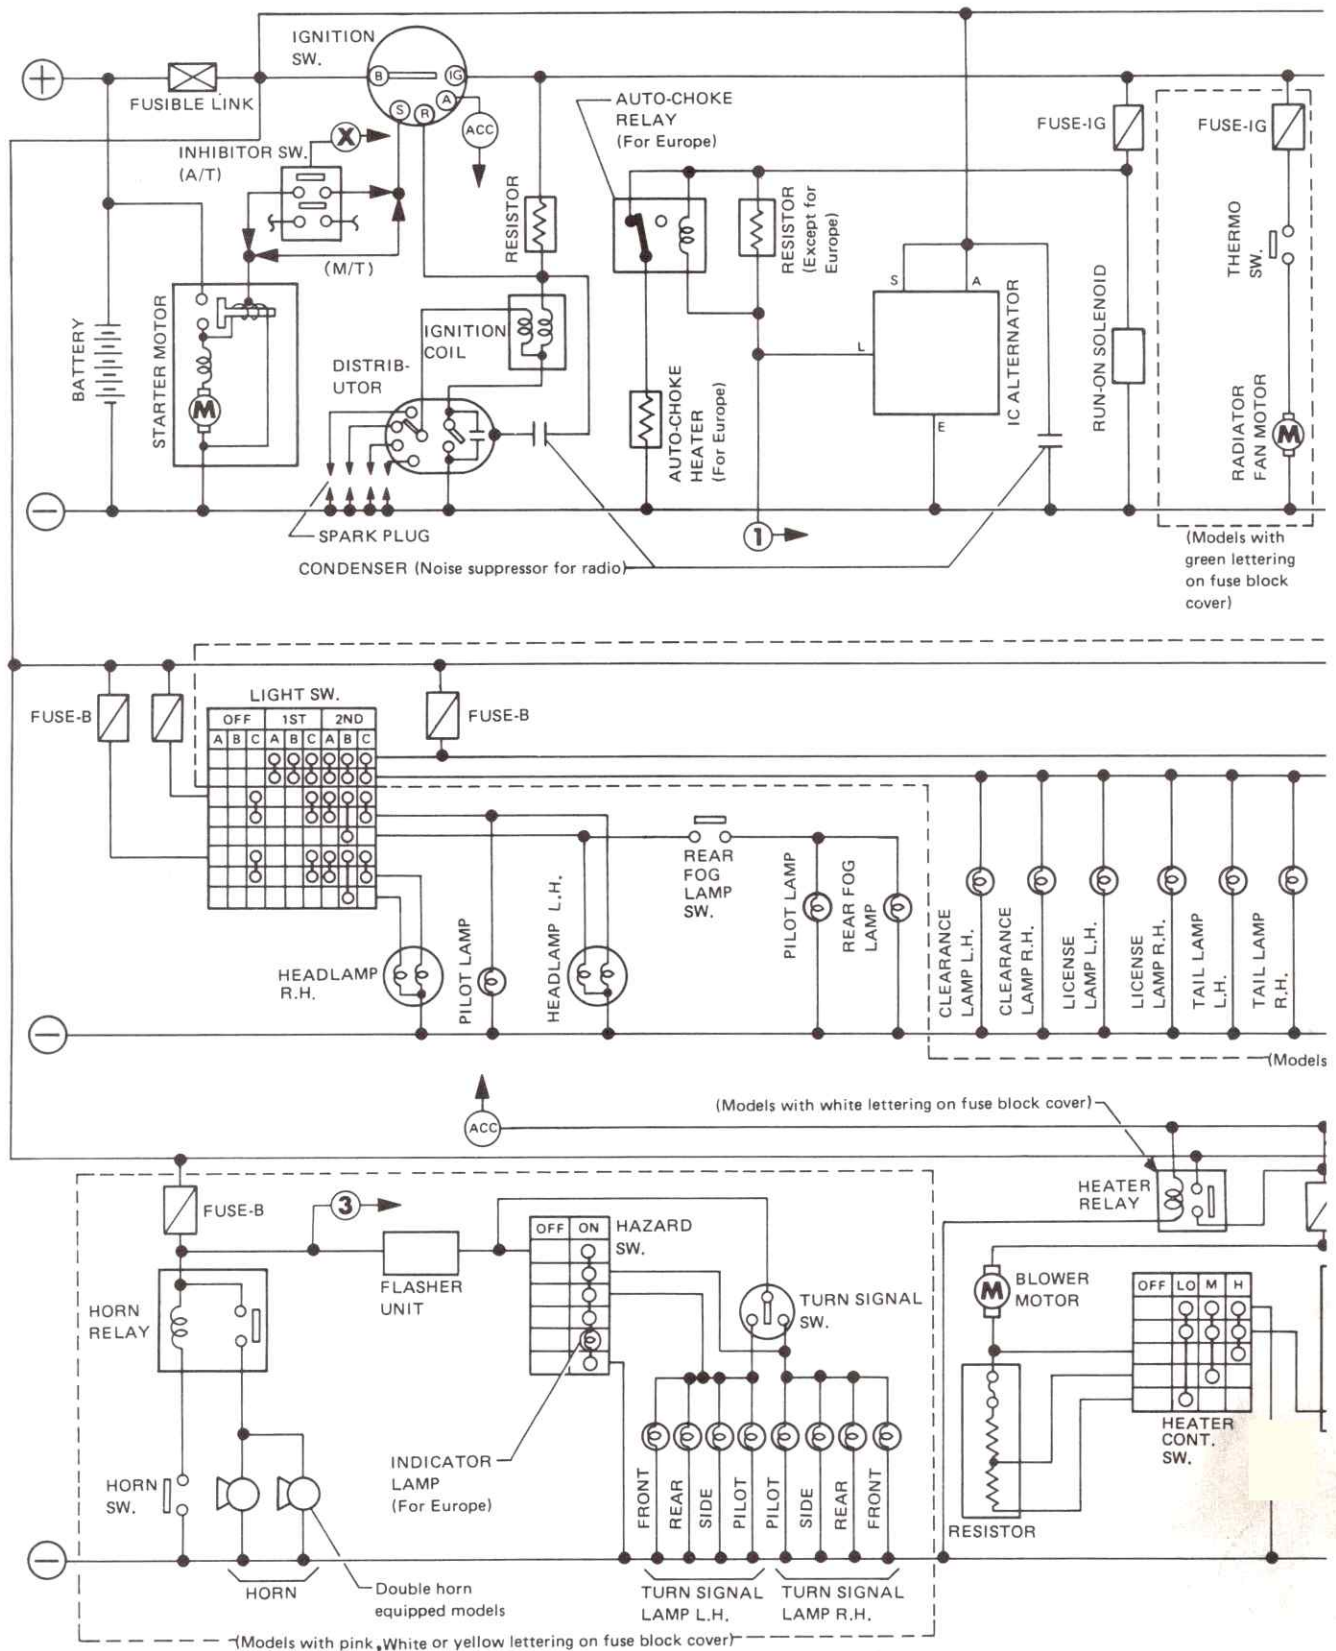 IGNITION
SW.
B
IG
S
R
A
+
FUSIBLE LINK
ACC
X
INHIBITOR SW.
(A/T)
(M/T)
BATTERY
STARTER MOTOR
M
RESISTOR
IGNITION
COIL
DISTRIB-
UTOR
AUTO-CHOKE
RELAY
(For Europe)
RESISTOR
(Except for
Europe)
AUTO-CHOKE
HEATER
(For Europe)
S
A
L
E
IC ALTERNATOR
FUSE-IG
RUN-ON SOLENOID
FUSE-IG
THERMO
SW.
RADIATOR
FAN MOTOR
M
−
SPARK PLUG
1
CONDENSER (Noise suppressor for radio)
(Models with
green lettering
on fuse block
cover)
FUSE-B
LIGHT SW.
OFF 1ST 2ND
A B C A B C A B C
FUSE-B
HEADLAMP
R.H.
PILOT LAMP
HEADLAMP L.H.
REAR
FOG
LAMP
SW.
PILOT LAMP
REAR FOG
LAMP
CLEARANCE
LAMP L.H.
CLEARANCE
LAMP R.H.
LICENSE
LAMP L.H.
LICENSE
LAMP R.H.
TAIL LAMP
L.H.
TAIL LAMP
R.H.
−
(Models
ACC
(Models with white lettering on fuse block cover)
FUSE-B
3
HEATER
RELAY
OFF ON
HAZARD
SW.
FLASHER
UNIT
HORN
RELAY
TURN SIGNAL
SW.
M
BLOWER
MOTOR
OFF LO M H
HEATER
CONT.
SW.
INDICATOR
LAMP
(For Europe)
HORN
SW.
FRONT
REAR
SIDE
PILOT
PILOT
SIDE
REAR
FRONT
RESISTOR
−
HORN
Double horn
equipped models
TURN SIGNAL
LAMP L.H.
TURN SIGNAL
LAMP R.H.
(Models with pink,White or yellow lettering on fuse block cover)